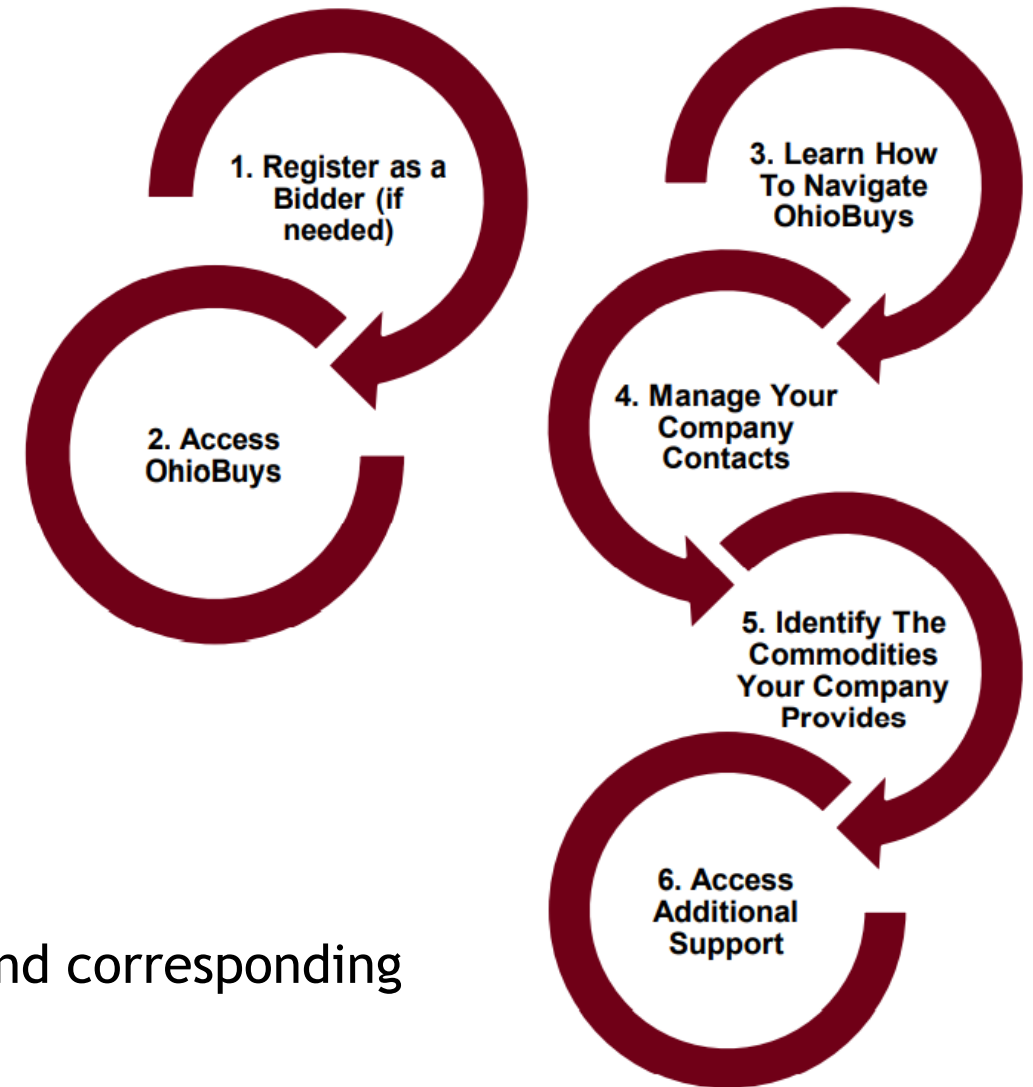 1. Register as a
Bidder (if
needed)
2. Access
OhioBuys
3. Learn How
To Navigate
OhioBuys
4. Manage Your
Company
Contacts
5. Identify The
Commodities
Your Company
Provides
6. Access
Additional
Support
corresponding